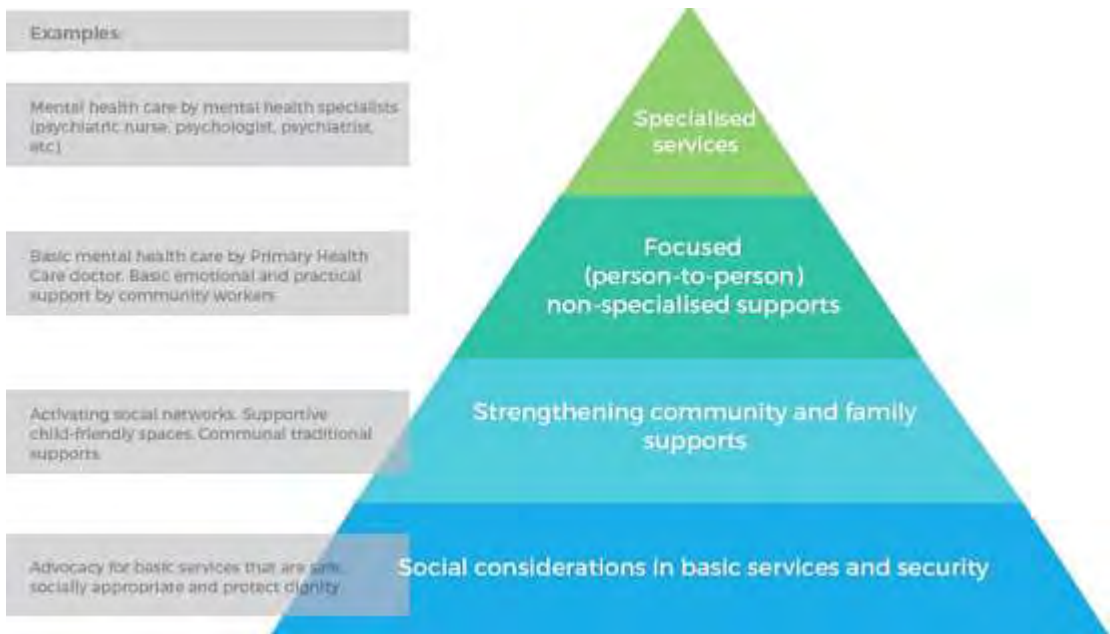 Examples:
Mental health care by mental health specialists
(psychiatric nurse, psychologist, psychiatrist,
etc)
Specialised
services
Basic mental health care by Primary Health
Care doctor. Basic emotional and practical
support by community workers
Focused
(person-to-person)
non-specialised supports
Activating social networks. Supportive
child-friendly spaces. Communal traditional
supports.
Strengthening community and family
supports
Advocacy for basic services that are safe,
socially appropriate and protect dignity
Social considerations in basic services and security